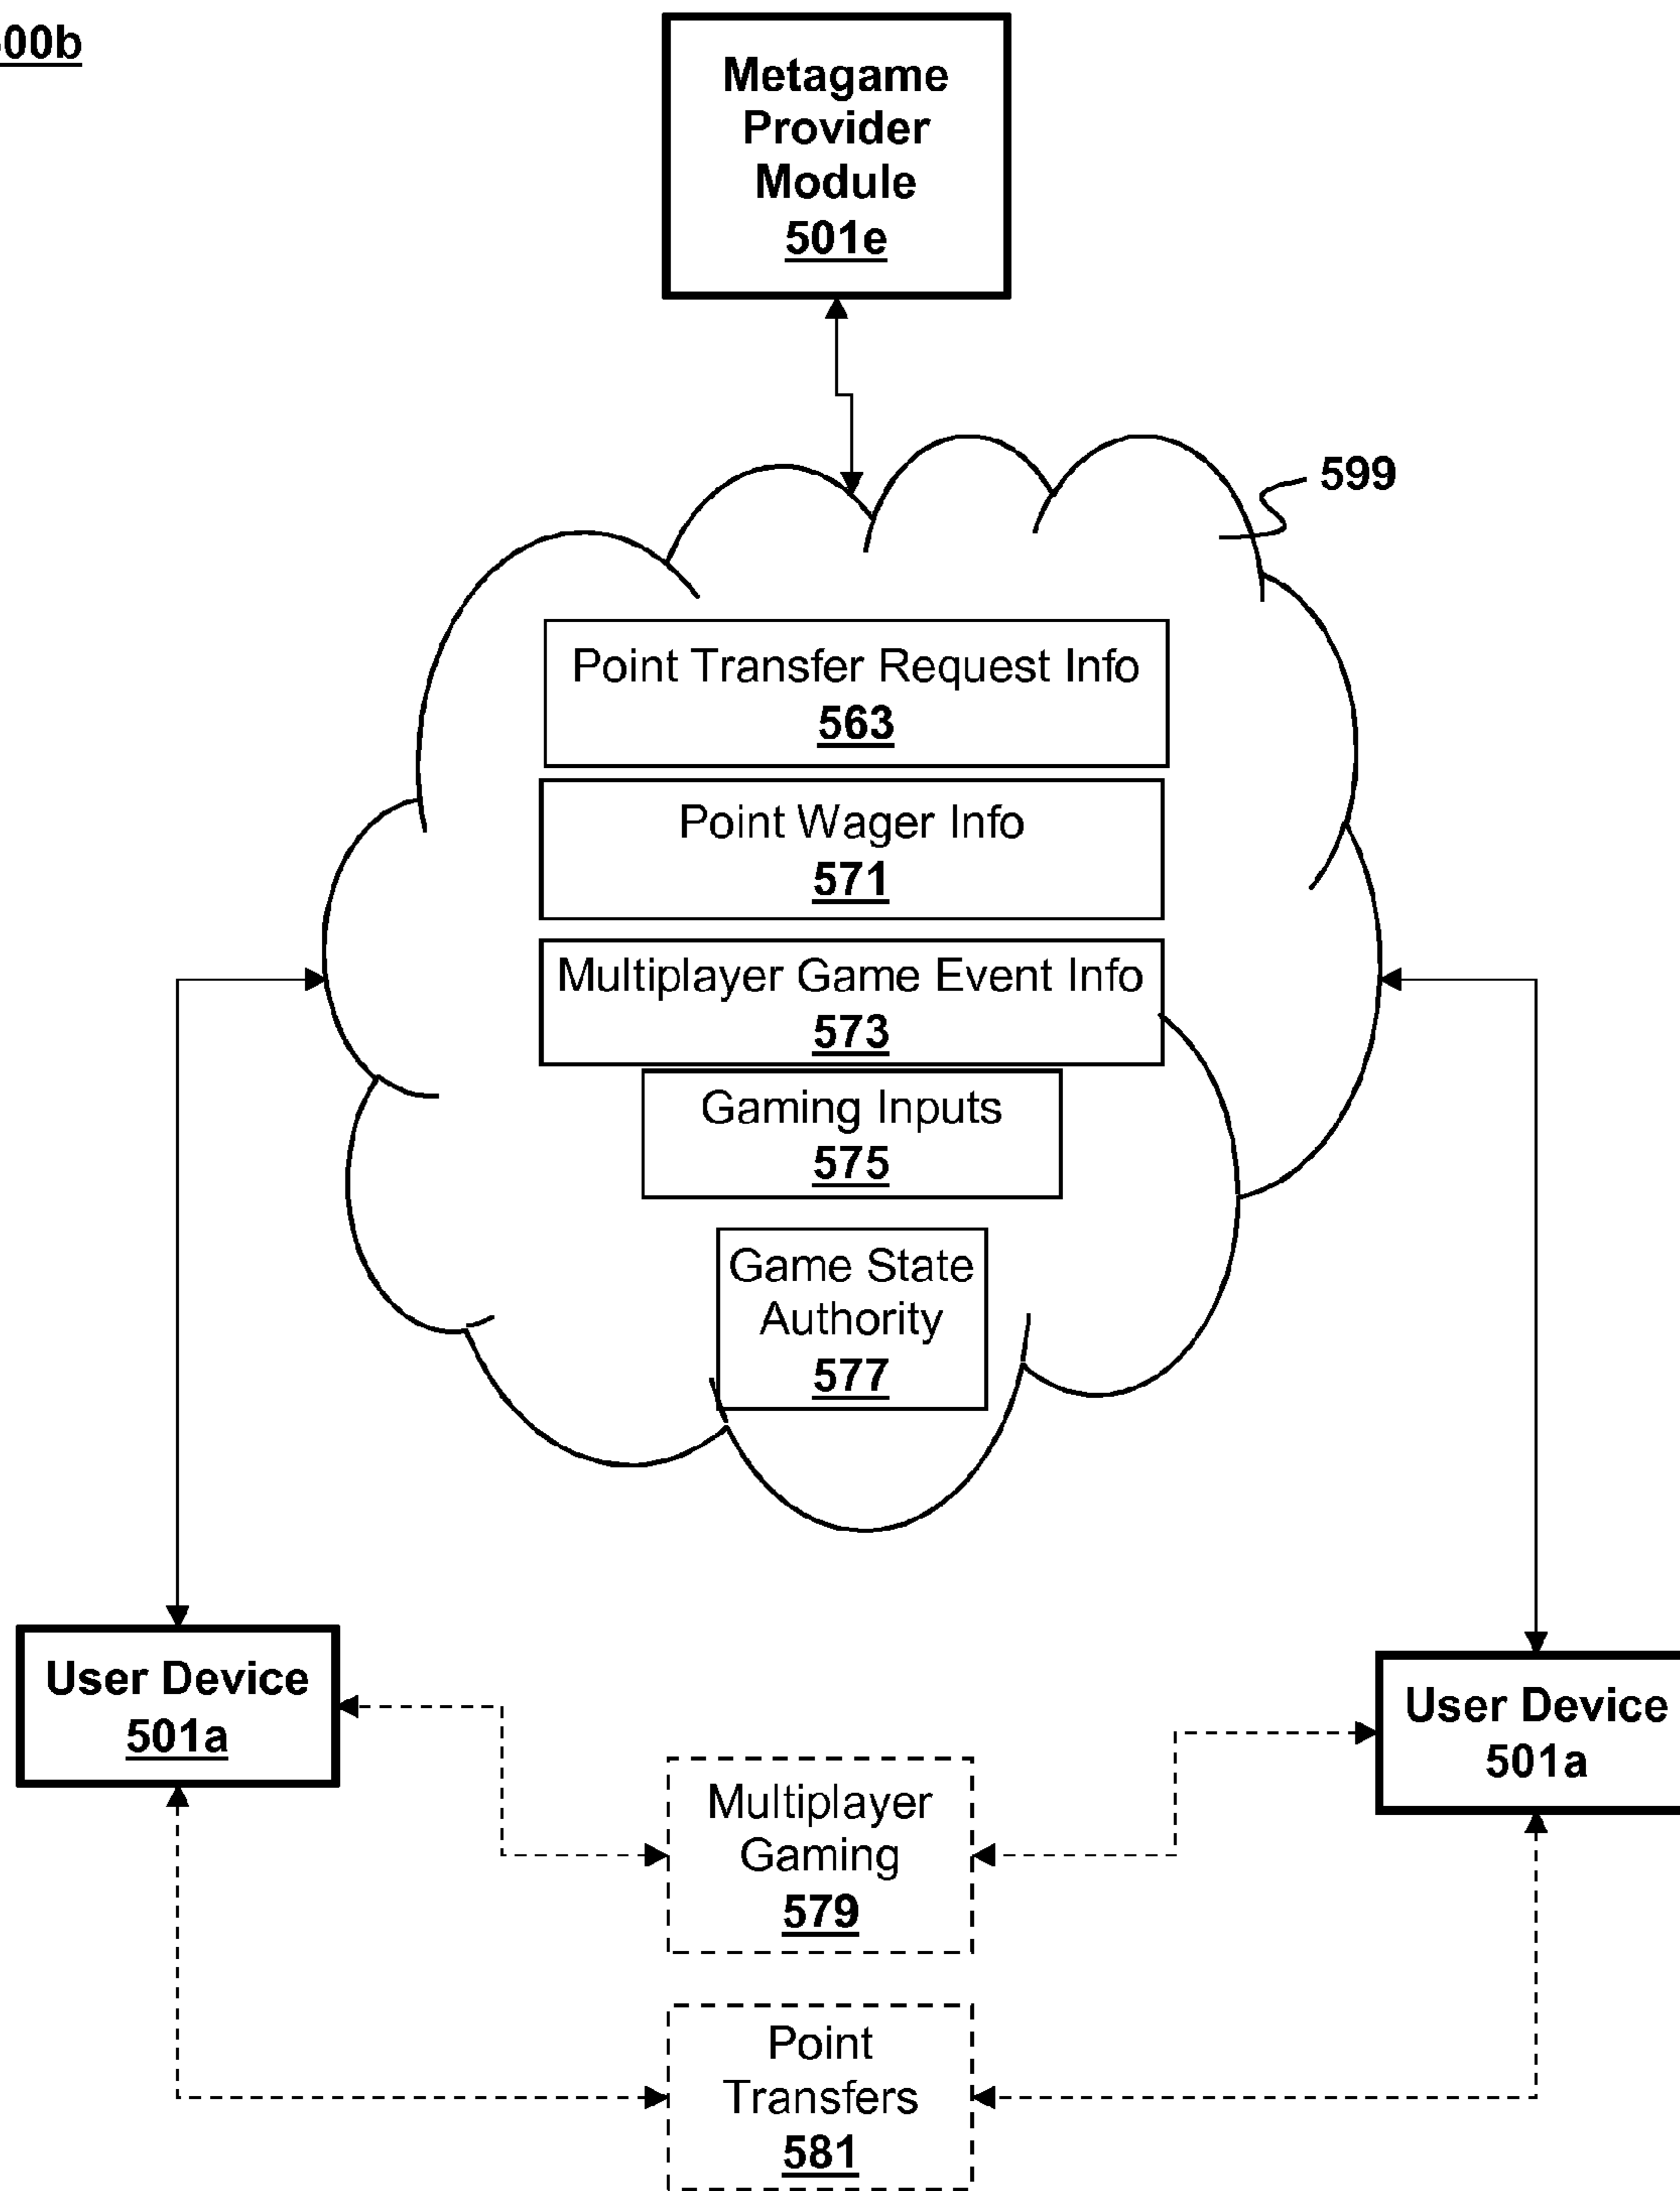 00b
Metagame
Provider
Module
501e
599
Point Transfer Request Info
563
Point Wager Info
571
Multiplayer Game Event Info
573
Gaming Inputs
575
Game State
Authority
577
User Device
501a
User Device
501a
Multiplayer
Gaming
579
Point
Transfers
581